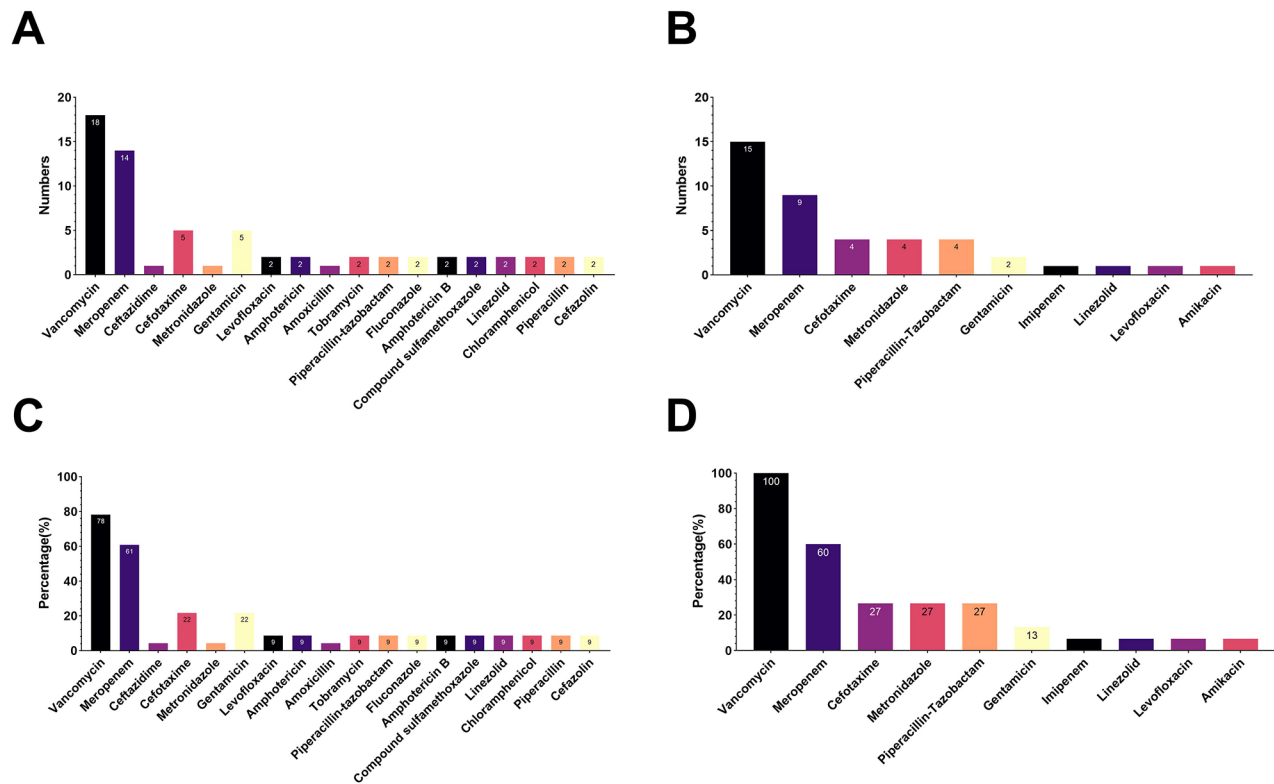 A
Numbers
20
15
10
5
0
18
14
5
5
2
2
2
2
2
2
2
2
2
2
2
Vancomycin
Meropenem
Ceftazidime
Cefotaxime
Metronidazole
Gentamicin
Levofloxacin
Amphotericin
Amoxicillin
Tobramycin
Piperacillin-tazobactam
Fluconazole
Amphotericin B
Compound sulfamethoxazole
Linezolid
Chloramphenicol
Piperacillin
Cefazolin
B
Numbers
20
15
10
5
0
15
9
4
4
4
2
Vancomycin
Meropenem
Cefotaxime
Metronidazole
Piperacillin-Tazobactam
Gentamicin
Imipenem
Linezolid
Levofloxacin
Amikacin
C
Percentage(%)
100
80
60
40
20
0
78
61
22
22
9
9
9
9
9
9
9
9
9
9
9
Vancomycin
Meropenem
Ceftazidime
Cefotaxime
Metronidazole
Gentamicin
Levofloxacin
Amphotericin
Amoxicillin
Tobramycin
Piperacillin-tazobactam
Fluconazole
Amphotericin B
Compound sulfamethoxazole
Linezolid
Chloramphenicol
Piperacillin
Cefazolin
D
Percentage(%)
100
80
60
40
20
0
100
60
27
27
27
13
Vancomycin
Meropenem
Cefotaxime
Metronidazole
Piperacillin-Tazobactam
Gentamicin
Imipenem
Linezolid
Levofloxacin
Amikacin